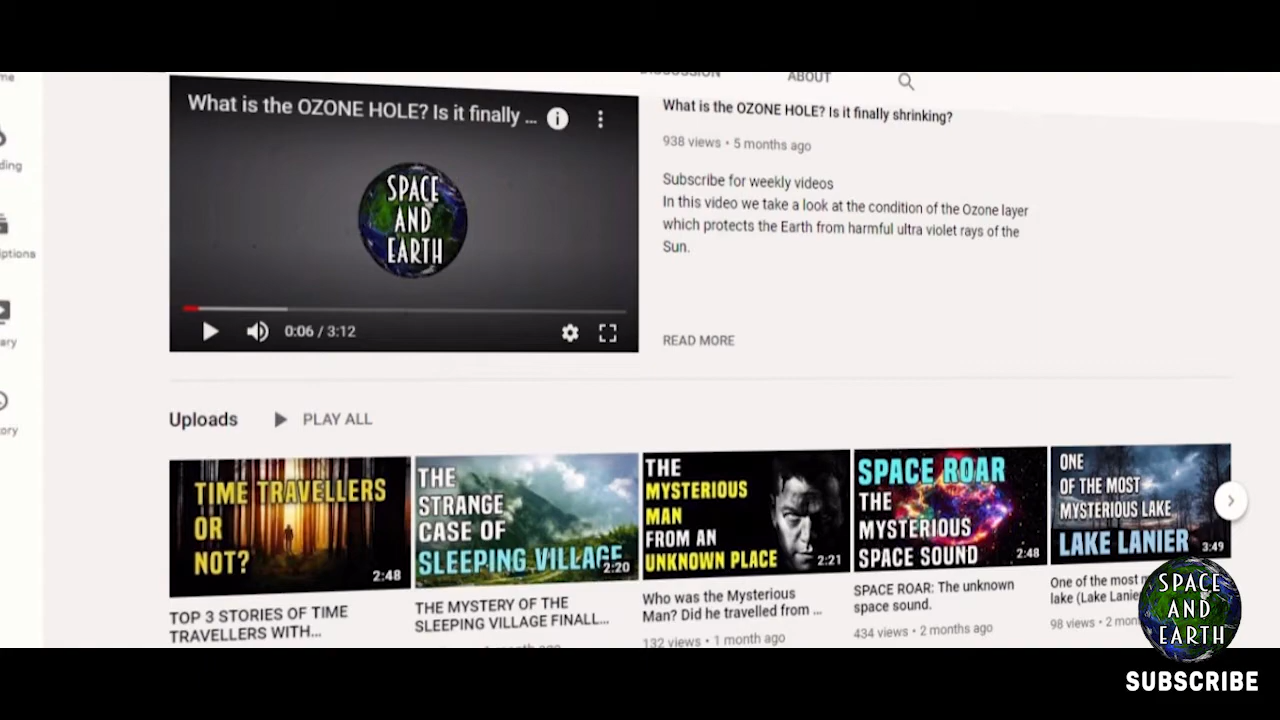 DISCUSSION
ABOUT
me
What is the OZONE HOLE? Is it finally ...
What is the OZONE HOLE? Is it finally shrinking?
938 views • 5 months ago
ding
SPACE
AND
EARTH
Subscribe for weekly videos
In this video we take a look at the condition of the Ozone layer
which protects the Earth from harmful ultra violet rays of the
Sun.
iptions
0:06 / 3:12
READ MORE
ary
Uploads
PLAY ALL
ory
TIME TRAVELLERS
OR
NOT?
2:48
TOP 3 STORIES OF TIME
TRAVELLERS WITH...
THE
STRANGE
CASE OF
SLEEPING VILLAGE
2:20
THE MYSTERY OF THE
SLEEPING VILLAGE FINALL...
THE
MYSTERIOUS
MAN
FROM AN
UNKNOWN PLACE
2:21
Who was the Mysterious
Man? Did he travelled from ...
132 views • 1 month ago
SPACE ROAR
THE
MYSTERIOUS
SPACE SOUND
2:48
SPACE ROAR: The unknown
space sound.
434 views • 2 months ago
ONE
OF THE MOST
MYSTERIOUS LAKE
LAKE LANIER
3:49
One of the most m
lake (Lake Lanie
98 views • 2 mon
SPACE
AND
EARTH
SUBSCRIBE